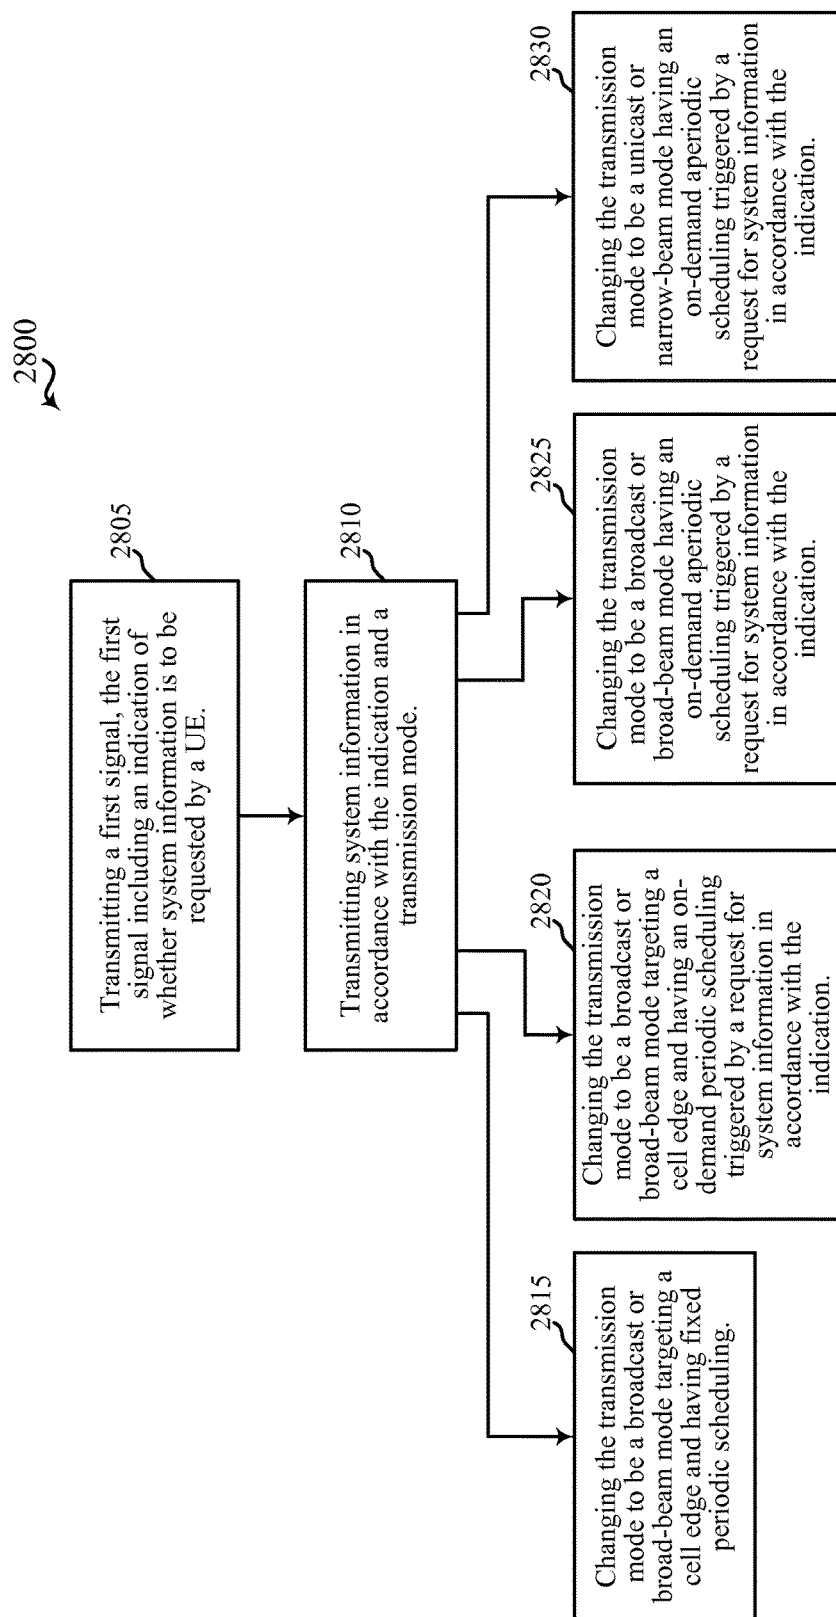 2800
2805
Transmitting a first signal, the first
signal including an indication of
whether system information is to be
requested by a UE.
2810
Transmitting system information in
accordance with the indication and a
transmission mode.
2815
Changing the transmission
mode to be a broadcast or
broad-beam mode targeting a
cell edge and having fixed
periodic scheduling.
2820
Changing the transmission
mode to be a broadcast or
broad-beam mode targeting a
cell edge and having an on-
demand periodic scheduling
triggered by a request for
system information in
accordance with the
indication.
2825
Changing the transmission
mode to be a broadcast or
broad-beam mode having an
on-demand aperiodic
scheduling triggered by a
request for system information
in accordance with the
indication.
2830
Changing the transmission
mode to be a unicast or
narrow-beam mode having an
on-demand aperiodic
scheduling triggered by a
request for system information
in accordance with the
indication.